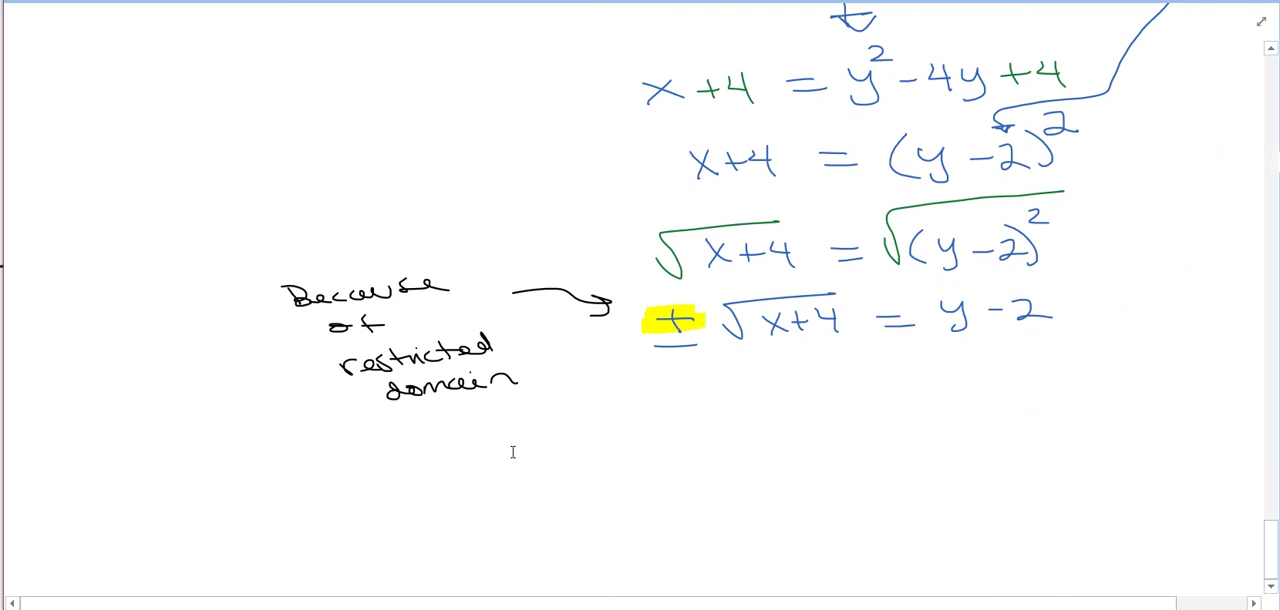 x + 4 = y² - 4y + 4
x + 4 = (y - 2)²
√x + 4 = √(y - 2)²
Because
of
restricted
domain
+ √x + 4 = y - 2